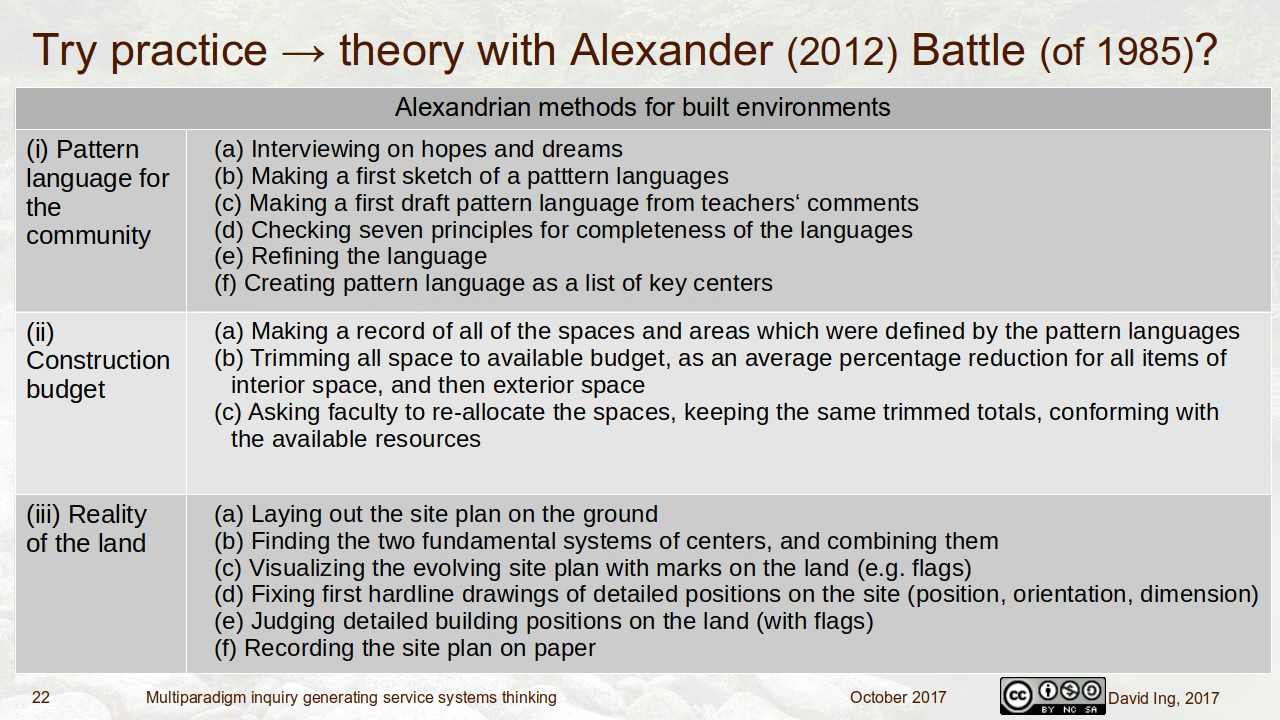 Try practice → theory with Alexander (2012) Battle (of 1985)?
Alexandrian methods for built environments
(i) Pattern
language for
the
community
(a) Interviewing on hopes and dreams
(b) Making a first sketch of a patttern languages
(c) Making a first draft pattern language from teachers‘ comments
(d) Checking seven principles for completeness of the languages
(e) Refining the language
(f) Creating pattern language as a list of key centers
(ii)
Construction
budget
(a) Making a record of all of the spaces and areas which were defined by the pattern languages
(b) Trimming all space to available budget, as an average percentage reduction for all items of
interior space, and then exterior space
(c) Asking faculty to re-allocate the spaces, keeping the same trimmed totals, conforming with
the available resources
(iii) Reality
of the land
(a) Laying out the site plan on the ground
(b) Finding the two fundamental systems of centers, and combining them
(c) Visualizing the evolving site plan with marks on the land (e.g. flags)
(d) Fixing first hardline drawings of detailed positions on the site (position, orientation, dimension)
(e) Judging detailed building positions on the land (with flags)
(f) Recording the site plan on paper
22 Multiparadigm inquiry generating service systems thinking October 2017 cc BY NC SA David Ing, 2017